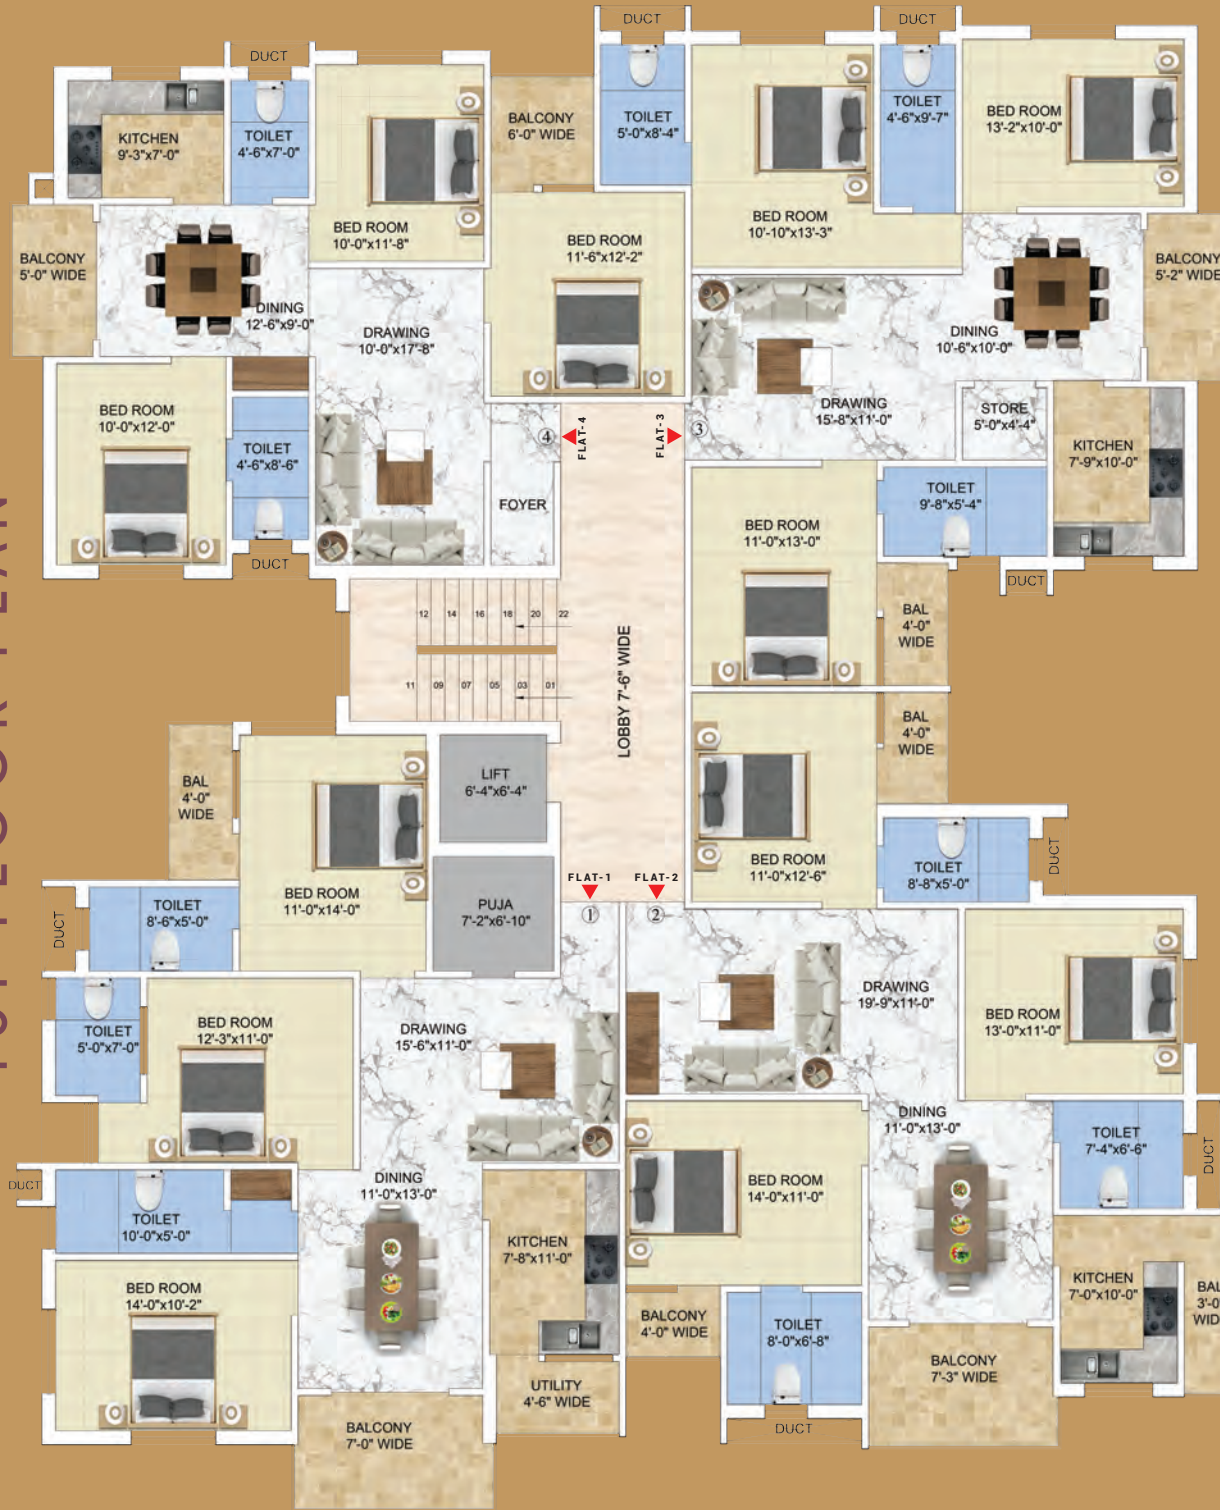 DUCT
DUCT
DUCT
KITCHEN
9'-3"x7'-0"
TOILET
4'-6"x7'-0"
BED ROOM
10'-0"x11'-8"
BALCONY
6'-0" WIDE
TOILET
5'-0"x8'-4"
BED ROOM
10'-10"x13'-3"
TOILET
4'-6"x9'-7"
BED ROOM
13'-2"x10'-0"
BALCONY
5'-0" WIDE
DINING
12'-6"x9'-0"
DRAWING
10'-0"x17'-8"
BED ROOM
11'-6"x12'-2"
DINING
10'-6"x10'-0"
BALCONY
5'-2" WIDE
BED ROOM
10'-0"x12'-0"
TOILET
4'-6"x8'-6"
DUCT
FOYER
4
FLAT-4
FLAT-3
3
DRAWING
15'-8"x11'-0"
STORE
5'-0"x4'-4"
KITCHEN
7'-9"x10'-0"
TOILET
9'-8"x5'-4"
DUCT
BED ROOM
11'-0"x13'-0"
BAL
4'-0"
WIDE
12 14 16 18 20 22
11 09 07 05 03 01
LOBBY 7'-6" WIDE
BAL
4'-0"
WIDE
BED ROOM
11'-0"x12'-6"
TOILET
8'-8"x5'-0"
DUCT
LIFT
6'-4"x6'-4"
PUJA
7'-2"x6'-10"
BAL
4'-0"
WIDE
BED ROOM
11'-0"x14'-0"
FLAT-1
FLAT-2
1
2
DUCT
TOILET
8'-6"x5'-0"
TOILET
5'-0"x7'-0"
BED ROOM
12'-3"x11'-0"
DRAWING
15'-6"x11'-0"
DRAWING
19'-9"x11'-0"
BED ROOM
13'-0"x11'-0"
DINING
11'-0"x13'-0"
TOILET
7'-4"x6'-6"
DUCT
DUCT
TOILET
10'-0"x5'-0"
DINING
11'-0"x13'-0"
BED ROOM
14'-0"x11'-0"
KITCHEN
7'-8"x11'-0"
BED ROOM
14'-0"x10'-2"
BALCONY
4'-0" WIDE
TOILET
8'-0"x6'-8"
DUCT
KITCHEN
7'-0"x10'-0"
BALCONY
7'-3" WIDE
UTILITY
4'-6" WIDE
BALCONY
7'-0" WIDE